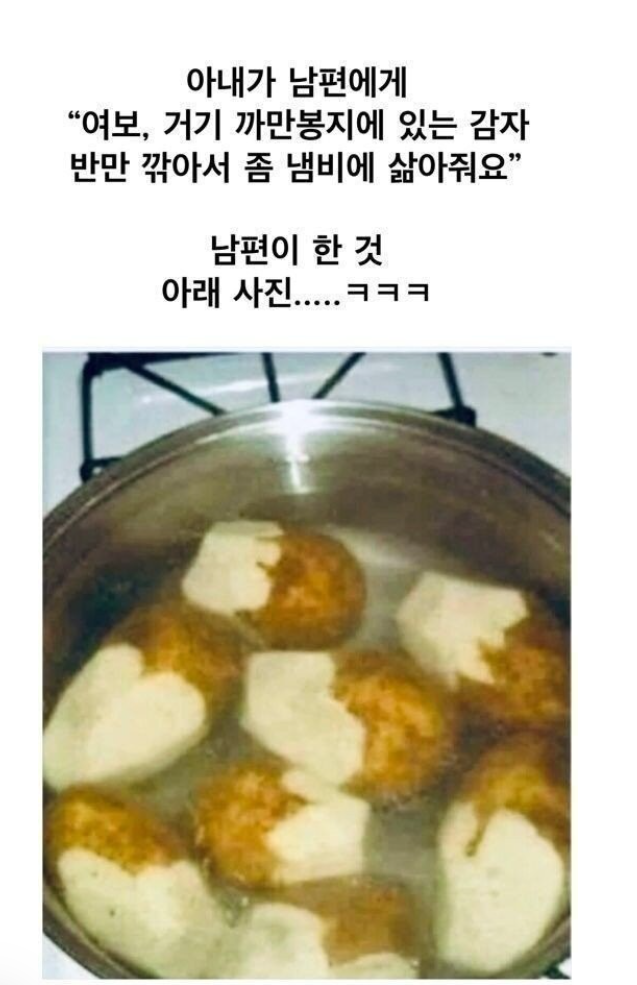 아내가 남편에게
“여보, 거기 까만봉지에 있는 감자
반만 깎아서 좀 냄비에 삶아줘요”
남편이 한 것
아래 사진.....ㅋㅋㅋ